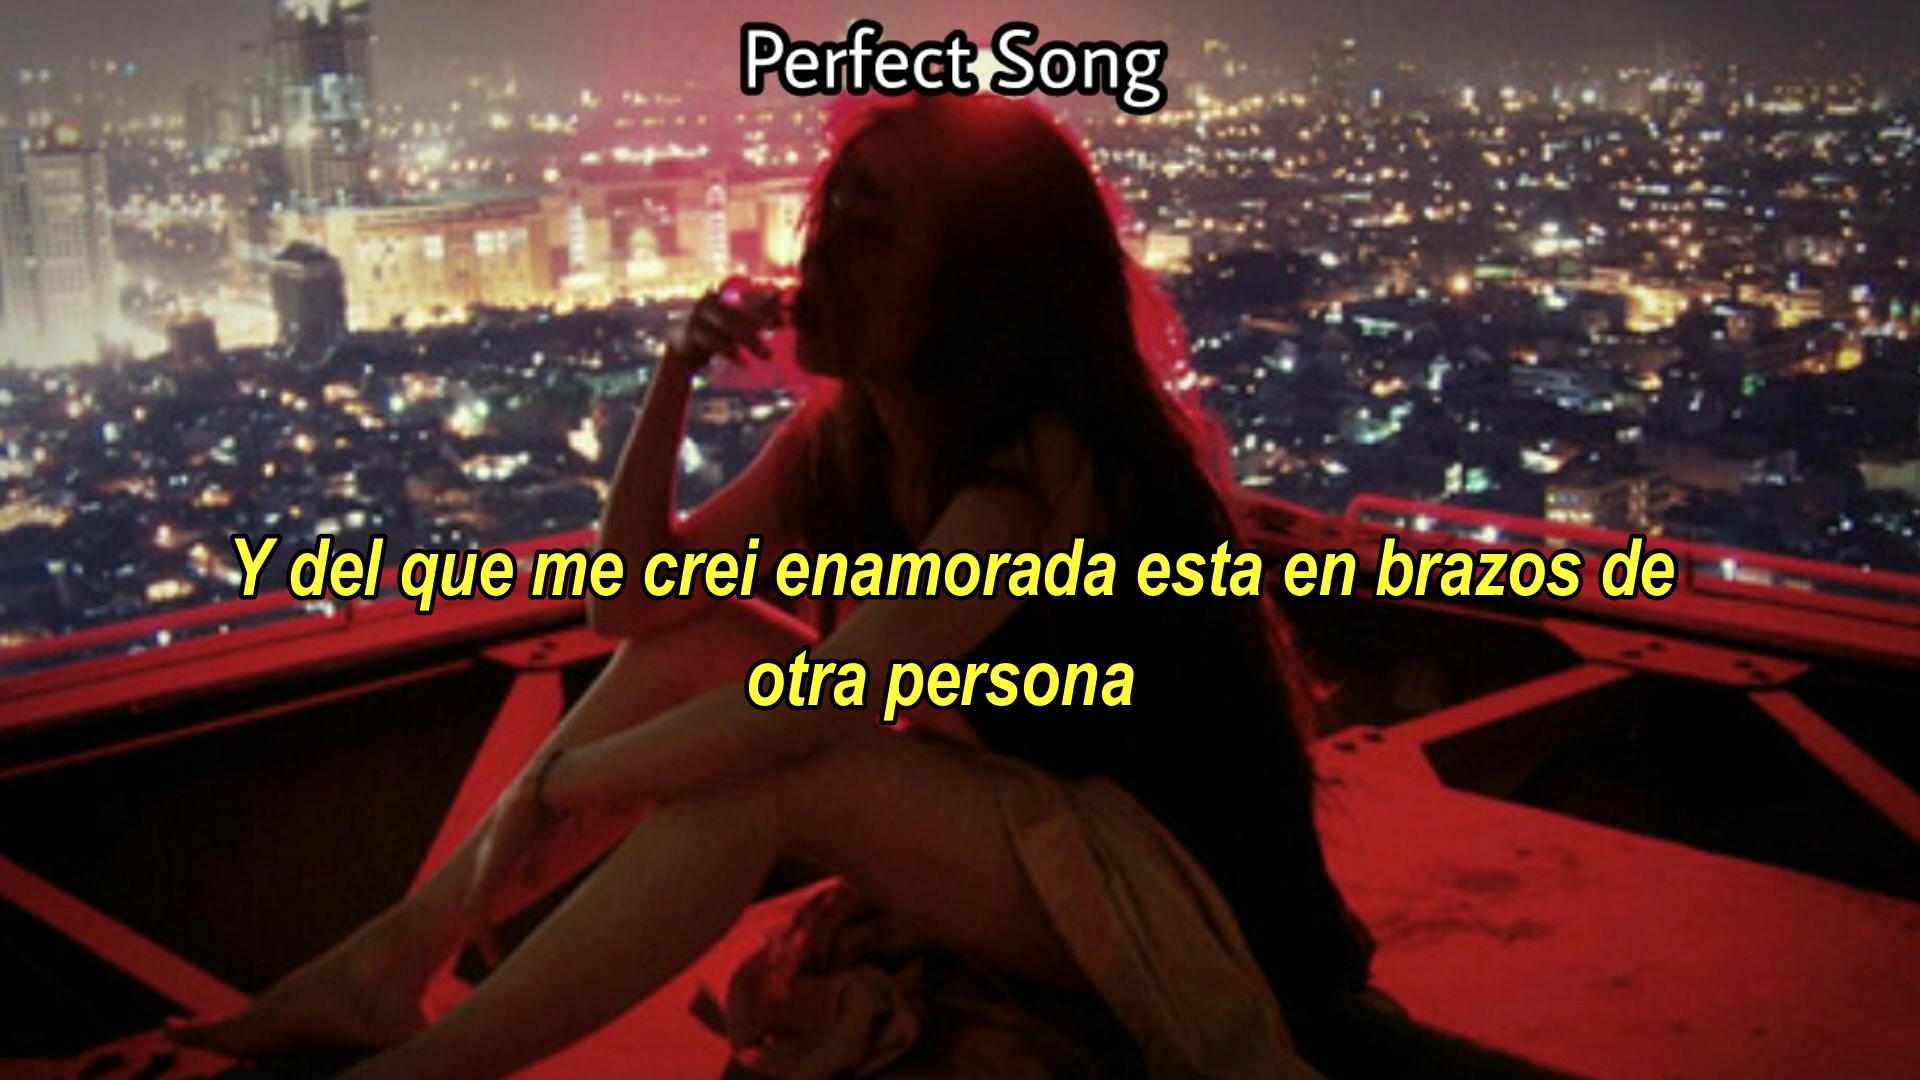 Perfect Song
Y del que me crei enamorada esta en brazos de
otra persona